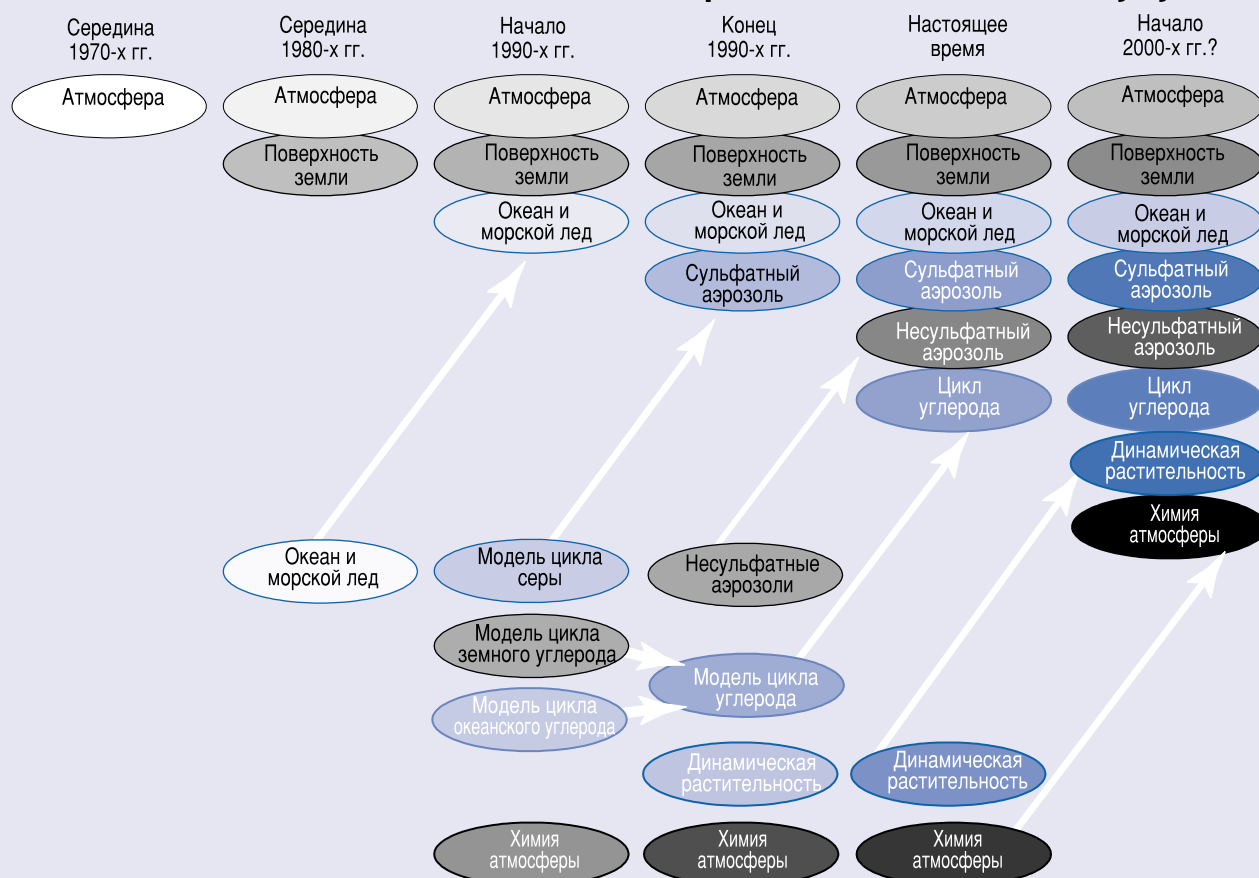 Середина
1970-х гг.
Середина
1980-х гг.
Начало
1990-х гг.
Конец
1990-х гг.
Настоящее
время
Начало
2000-х гг.?
Атмосфера
Атмосфера
Атмосфера
Атмосфера
Атмосфера
Атмосфера
Поверхность
земли
Поверхность
земли
Поверхность
земли
Поверхность
земли
Поверхность
земли
Океан и
морской лед
Океан и
морской лед
Океан и
морской лед
Океан и
морской лед
Сульфатный
аэрозоль
Сульфатный
аэрозоль
Сульфатный
аэрозоль
Несульфатный
аэрозоль
Несульфатный
аэрозоль
Цикл
углерода
Цикл
углерода
Динамическая
растительность
Химия
атмосферы
Океан и
морской лед
Модель цикла
серы
Несульфатные
аэрозоли
Модель цикла
земного углерода
Модель цикла
углерода
Модель цикла
океанского углерода
Динамическая
растительность
Динамическая
растительность
Химия
атмосферы
Химия
атмосферы
Химия
атмосферы